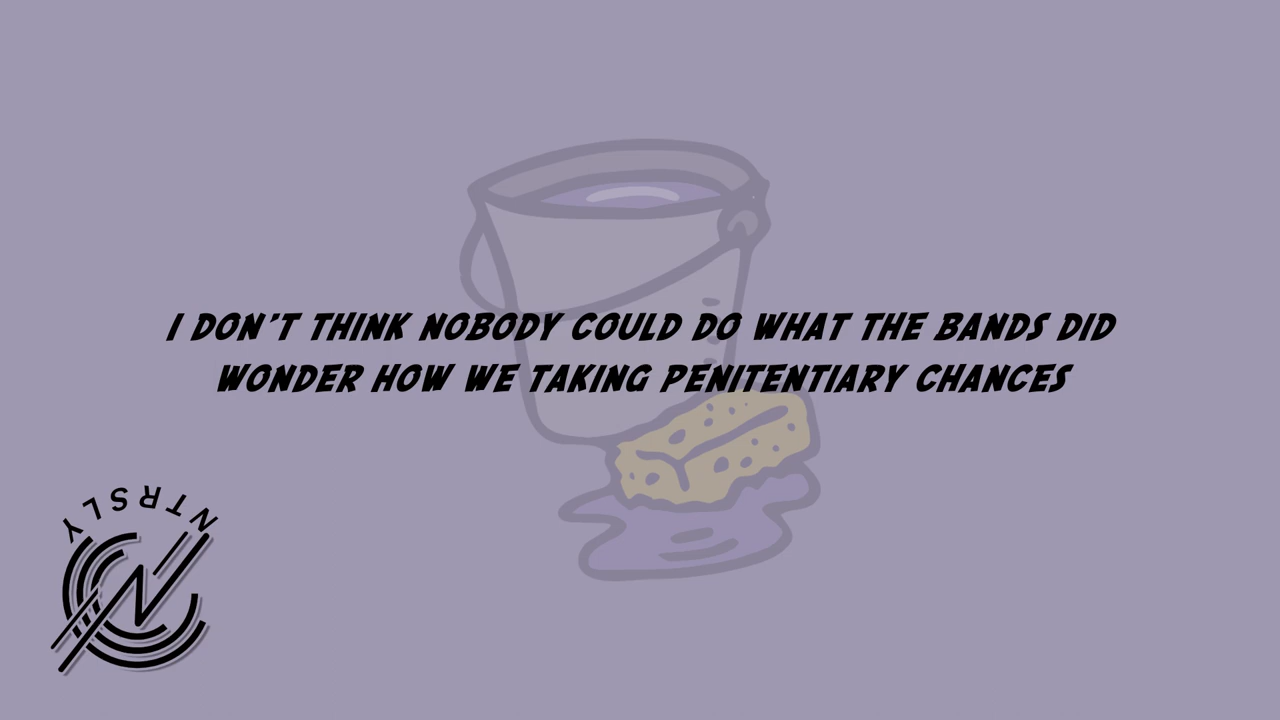 I DON'T THINK NOBODY COULD DO WHAT THE BANDS DID
WONDER HOW WE TAKING PENITENTIARY CHANCES
NTRSLY